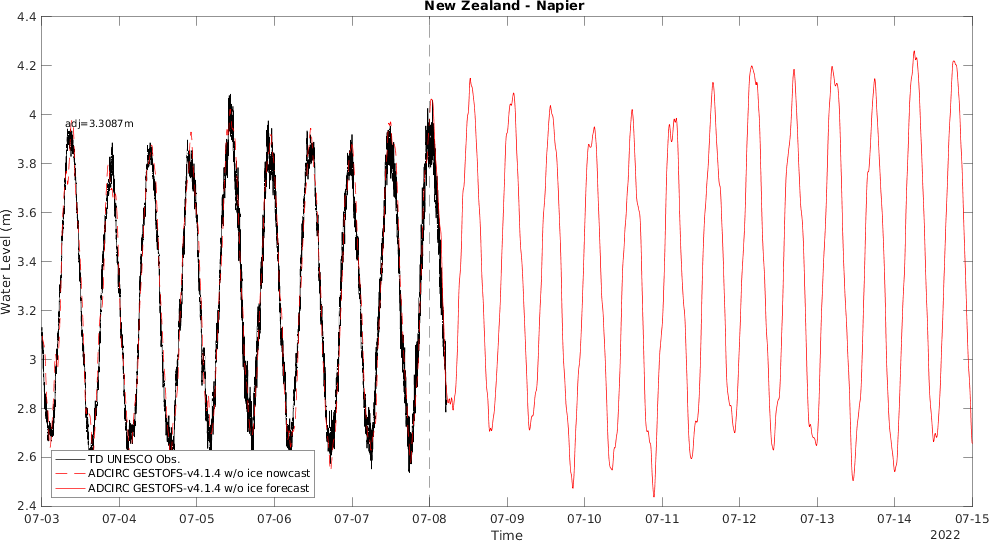 New Zealand - Napier
4.4
4.2
4
3.8
3.6
3.4
3.2
3
2.8
2.6
2.4
Water Level (m)
adj=3.3087m
TD UNESCO Obs.
ADCIRC GESTOFS-v4.1.4 w/o ice nowcast
ADCIRC GESTOFS-v4.1.4 w/o ice forecast
07-03 07-04 07-05 07-06 07-07 07-08 07-09 07-10 07-11 07-12 07-13 07-14 07-15
Time
2022